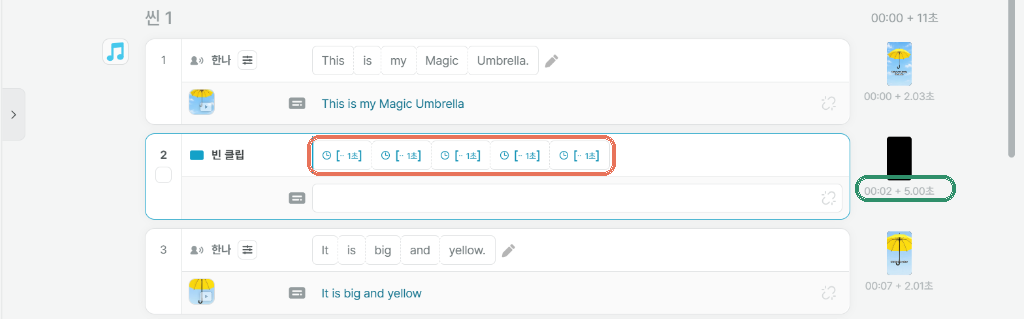 씬 1
00:00 + 11초
1
한나
This is my Magic Umbrella.
This is my Magic Umbrella
00:00 + 2.03초
2
빈 클립
[·· 1초] [·· 1초] [·· 1초] [·· 1초] [·· 1초]
00:02 + 5.00초
3
한나
It is big and yellow.
It is big and yellow
00:07 + 2.01초